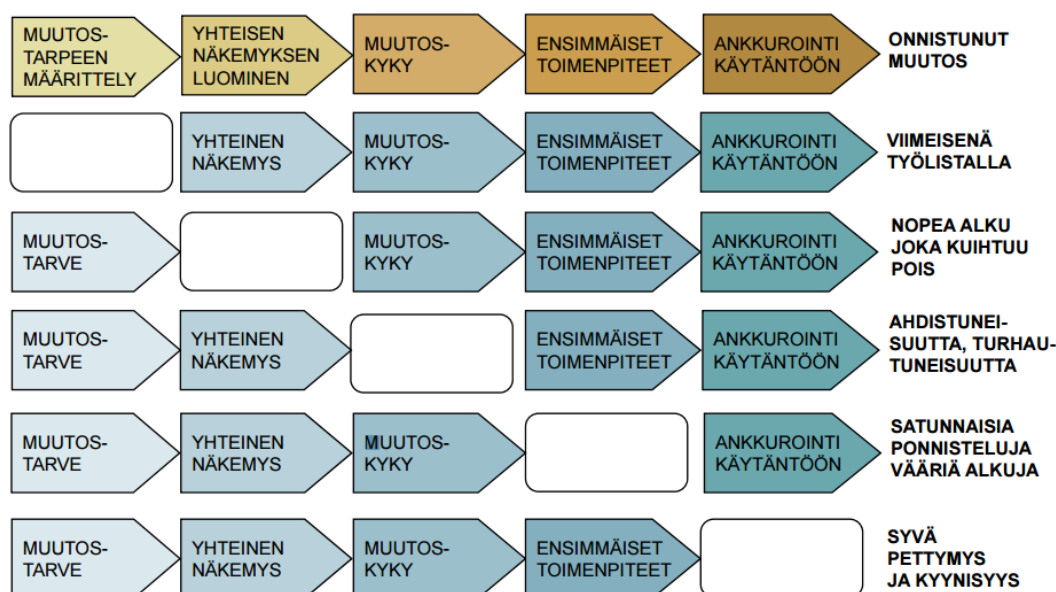 MUUTOS-
TARPEEN
MÄÄRITTELY
YHTEISEN
NÄKEMYKSEN
LUOMINEN
MUUTOS-
KYKY
ENSIMMÄISET
TOIMENPITEET
ANKKUROINTI
KÄYTÄNTÖÖN
ONNISTUNUT
MUUTOS
YHTEINEN
NÄKEMYS
MUUTOS-
KYKY
ENSIMMÄISET
TOIMENPITEET
ANKKUROINTI
KÄYTÄNTÖÖN
VIIMEISENÄ
TYÖLISTALLA
MUUTOS-
TARVE
MUUTOS-
KYKY
ENSIMMÄISET
TOIMENPITEET
ANKKUROINTI
KÄYTÄNTÖÖN
NOPEA ALKU
JOKA KUIHTUU
POIS
MUUTOS-
TARVE
YHTEINEN
NÄKEMYS
ENSIMMÄISET
TOIMENPITEET
ANKKUROINTI
KÄYTÄNTÖÖN
AHDISTUNEI-
SUUTTA, TURHAU-
TUNEISUUTTA
MUUTOS-
TARVE
YHTEINEN
NÄKEMYS
MUUTOS-
KYKY
ANKKUROINTI
KÄYTÄNTÖÖN
SATUNNAISIA
PONNISTELUJA
VÄÄRIÄ ALKUJA
MUUTOS-
TARVE
YHTEINEN
NÄKEMYS
MUUTOS-
KYKY
ENSIMMÄISET
TOIMENPITEET
SYVÄ
PETTYMYS
JA KYYNISYYS